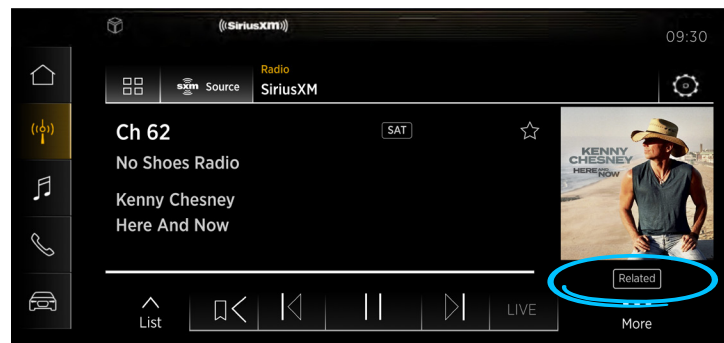 ((SiriusXM))
09:30
sxm Source
Radio
SiriusXM
Ch 62
SAT
No Shoes Radio
Kenny Chesney
Here And Now
KENNY
CHESNEY
HERE AND NOW
Related
List
LIVE
More